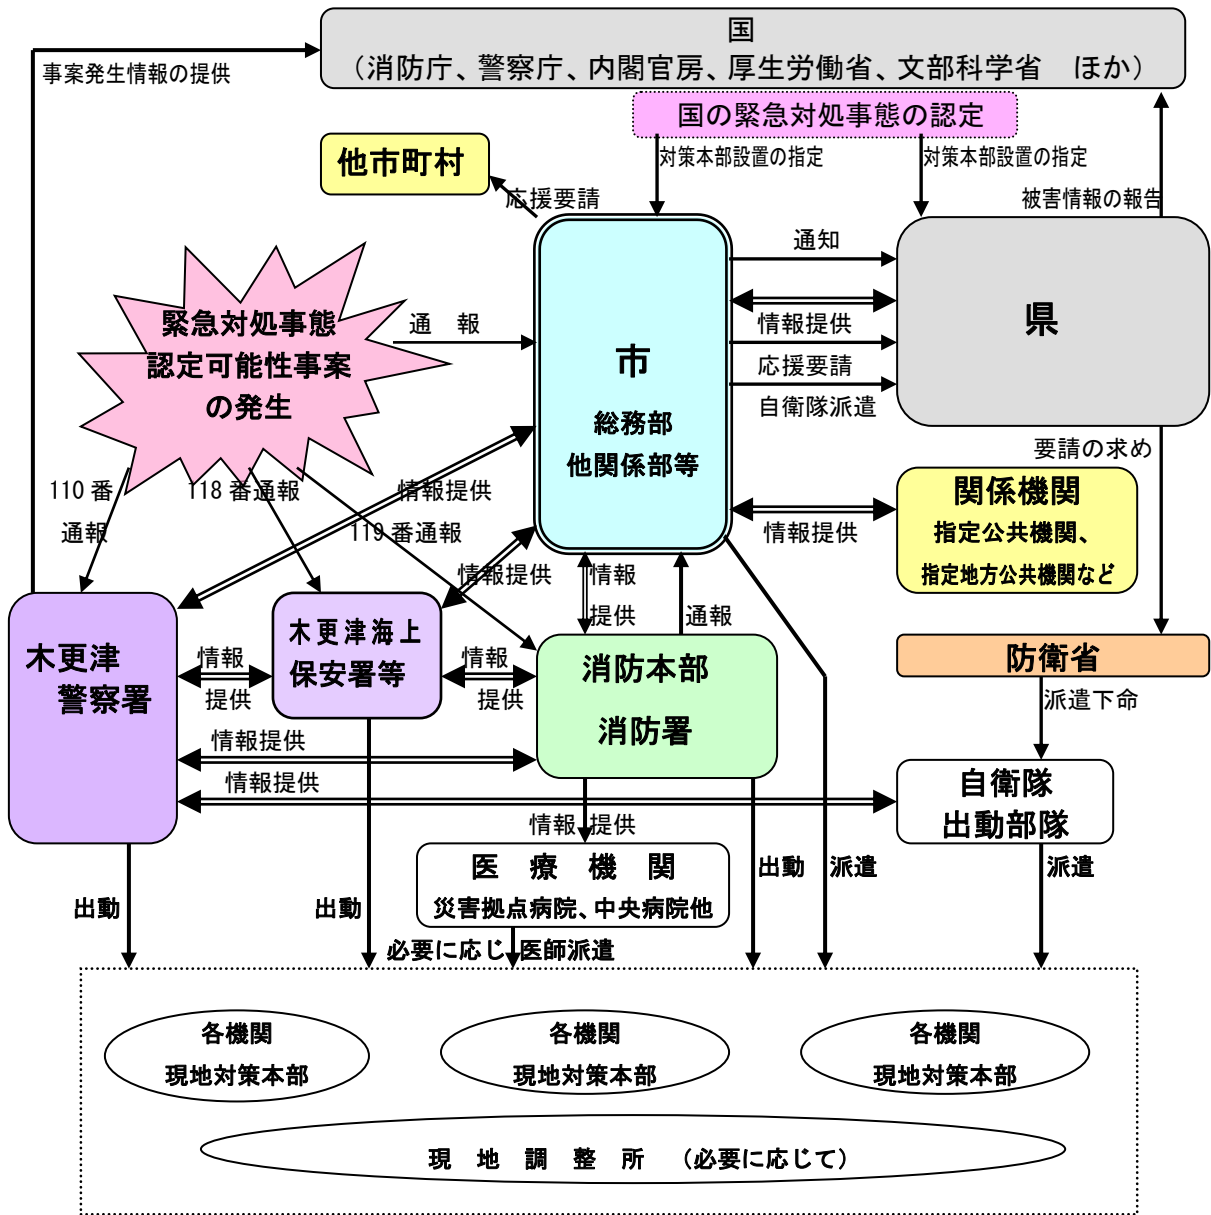 国
（消防庁、警察庁、内閣官房、厚生労働省、文部科学省　ほか）
事案発生情報の提供
国の緊急対処事態の認定
対策本部設置の指定
対策本部設置の指定
他市町村
応援要請
被害情報の報告
通知
緊急対処事態
認定可能性事案
の発生
通　報
情報提供
県
市
総務部
他関係部等
応援要請
自衛隊派遣
要請の求め
110番
通報
118番通報
情報提供
119番通報
情報提供
関係機関
指定公共機関、
指定地方公共機関など
情報提供
情報
提供
通報
木更津
警察署
木更津海上
保安署等
情報
提供
情報
提供
消防本部
消防署
防衛省
派遣下命
情報提供
情報提供
自衛隊
出動部隊
情報 提供
医　療　機　関
災害拠点病院、中央病院他
出動
派遣
派遣
出動
出動
必要に応じ 医師派遣
各機関
現地対策本部
各機関
現地対策本部
各機関
現地対策本部
現　地　調　整　所　（必要に応じて）